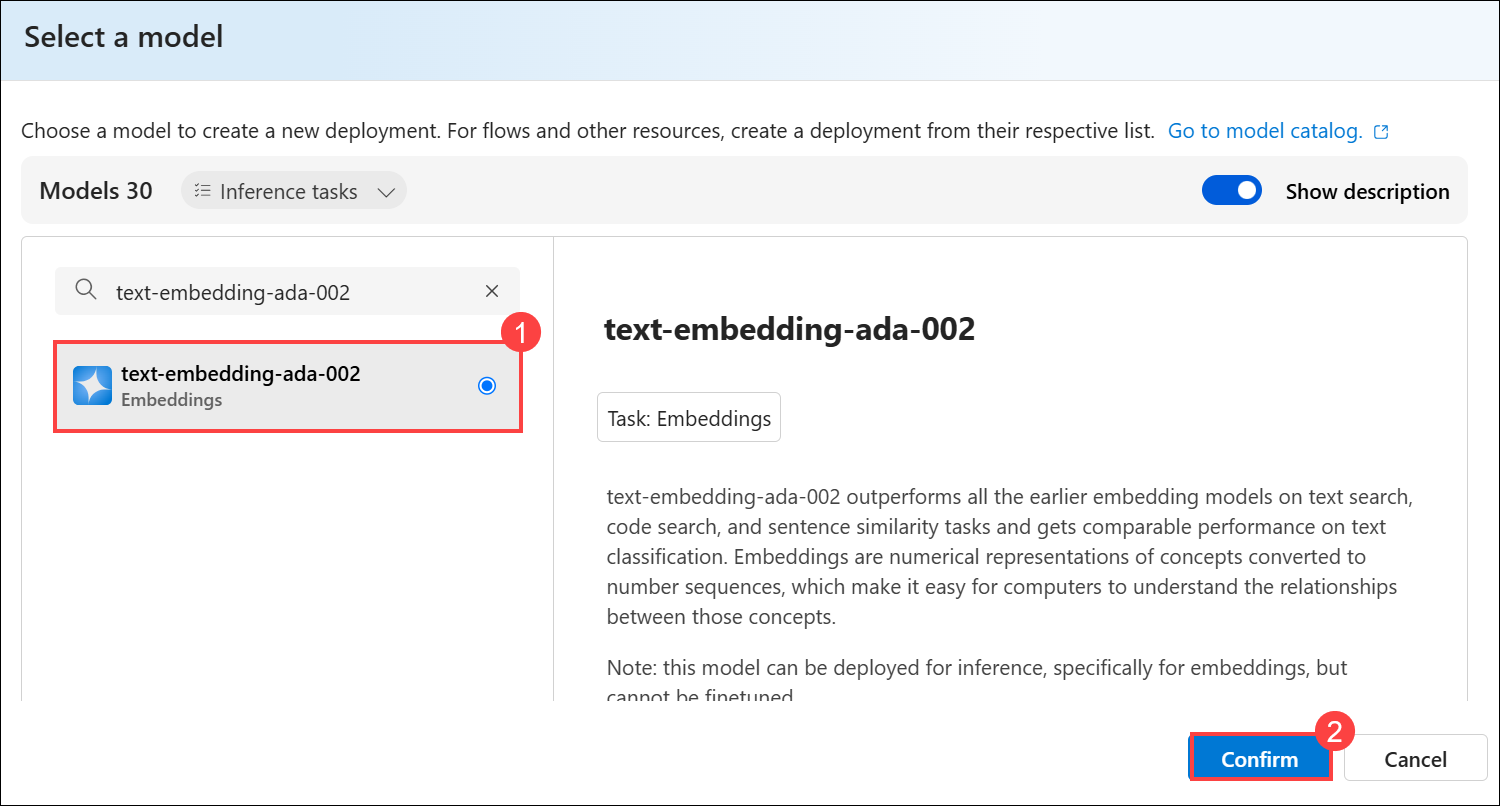 Select a model
Choose a model to create a new deployment. For flows and other resources, create a deployment from their respective list. Go to model catalog.
Models 30
Inference tasks
Show description
text-embedding-ada-002
1
text-embedding-ada-002
Embeddings
text-embedding-ada-002
Task: Embeddings
text-embedding-ada-002 outperforms all the earlier embedding models on text search,
code search, and sentence similarity tasks and gets comparable performance on text
classification. Embeddings are numerical representations of concepts converted to
number sequences, which make it easy for computers to understand the relationships
between those concepts.
Note: this model can be deployed for inference, specifically for embeddings, but
cannot be finetuned
2
Confirm
Cancel